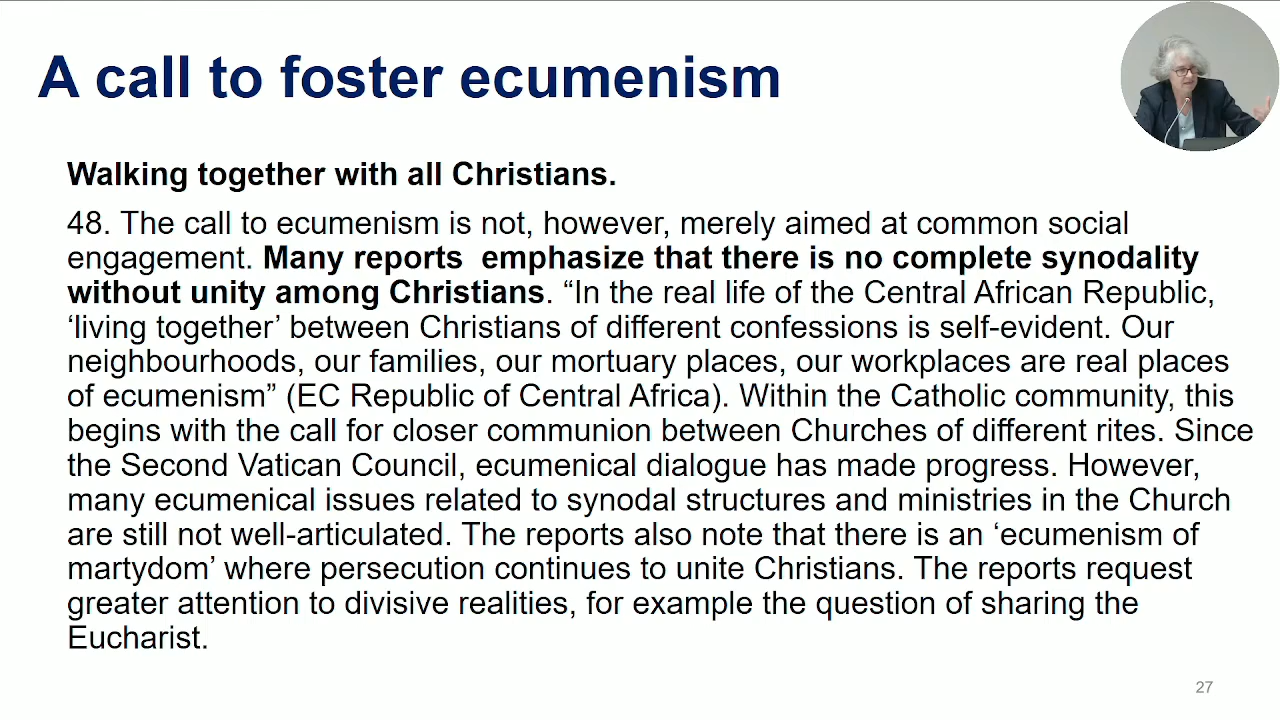 A call to foster ecumenism
Walking together with all Christians.
48. The call to ecumenism is not, however, merely aimed at common social
engagement. Many reports  emphasize that there is no complete synodality
without unity among Christians. “In the real life of the Central African Republic,
‘living together’ between Christians of different confessions is self-evident. Our
neighbourhoods, our families, our mortuary places, our workplaces are real places
of ecumenism” (EC Republic of Central Africa). Within the Catholic community, this
begins with the call for closer communion between Churches of different rites. Since
the Second Vatican Council, ecumenical dialogue has made progress. However,
many ecumenical issues related to synodal structures and ministries in the Church
are still not well-articulated. The reports also note that there is an ‘ecumenism of
martydom’ where persecution continues to unite Christians. The reports request
greater attention to divisive realities, for example the question of sharing the
Eucharist.
27